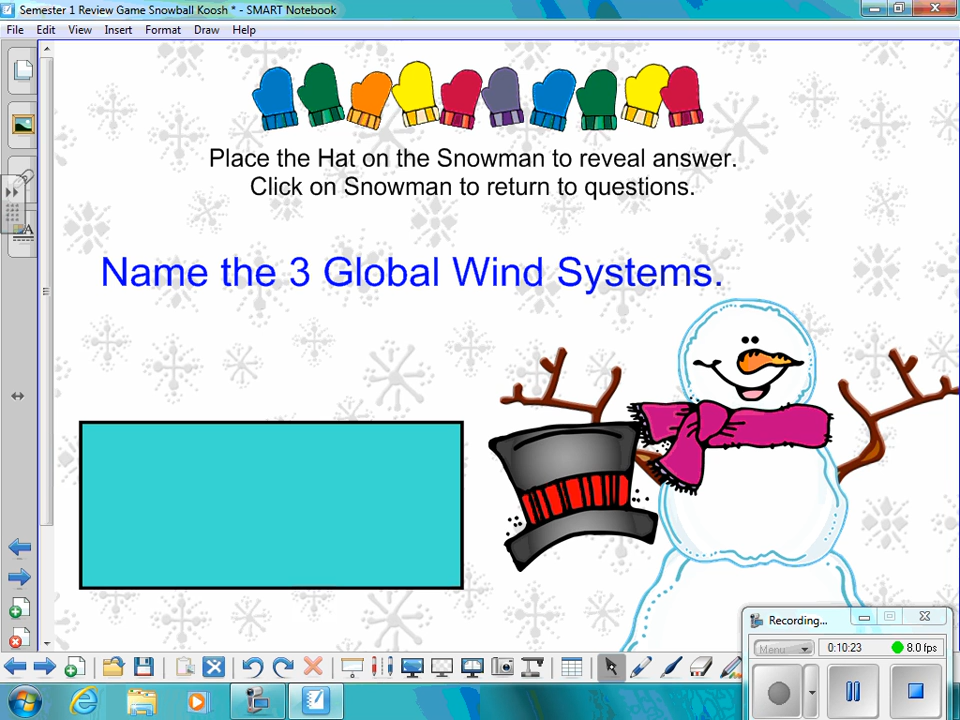 Semester 1 Review Game Snowball Koosh * - SMART Notebook
File Edit View Insert Format Draw Help
Place the Hat on the Snowman to reveal answer.
Click on Snowman to return to questions.
Name the 3 Global Wind Systems.
Recording...
Menu 0:10:23 8.0 fps